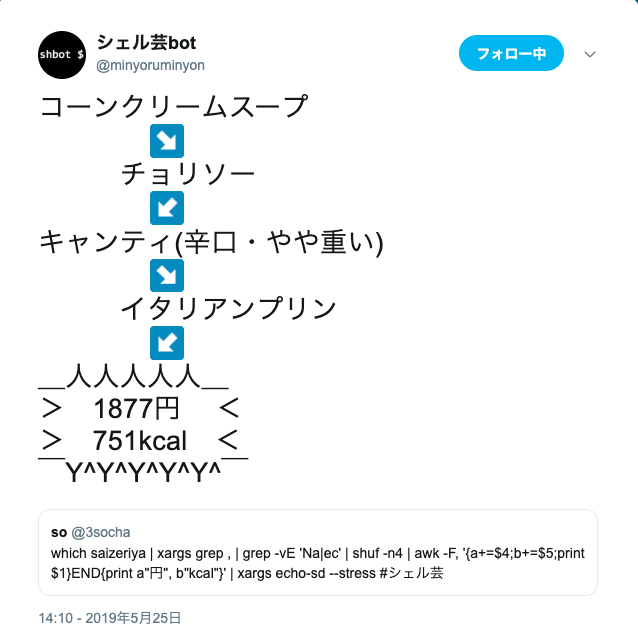 shbot $
シェル芸bot
@minyoruminyon
フォロー中
コーンクリームスープ
↘
チョリソー
↙
キャンティ(辛口・やや重い)
↘
イタリアンプリン
↙
＿人人人人人＿
＞　1877円　＜
＞　751kcal　＜
￣Y^Y^Y^Y^Y^￣
so @3socha
which saizeriya | xargs grep , | grep -vE 'Na|ec' | shuf -n4 | awk -F, '{a+=$4;b+=$5;print
$1}END{print a"円", b"kcal"}' | xargs echo-sd --stress #シェル芸
14:10 - 2019年5月25日